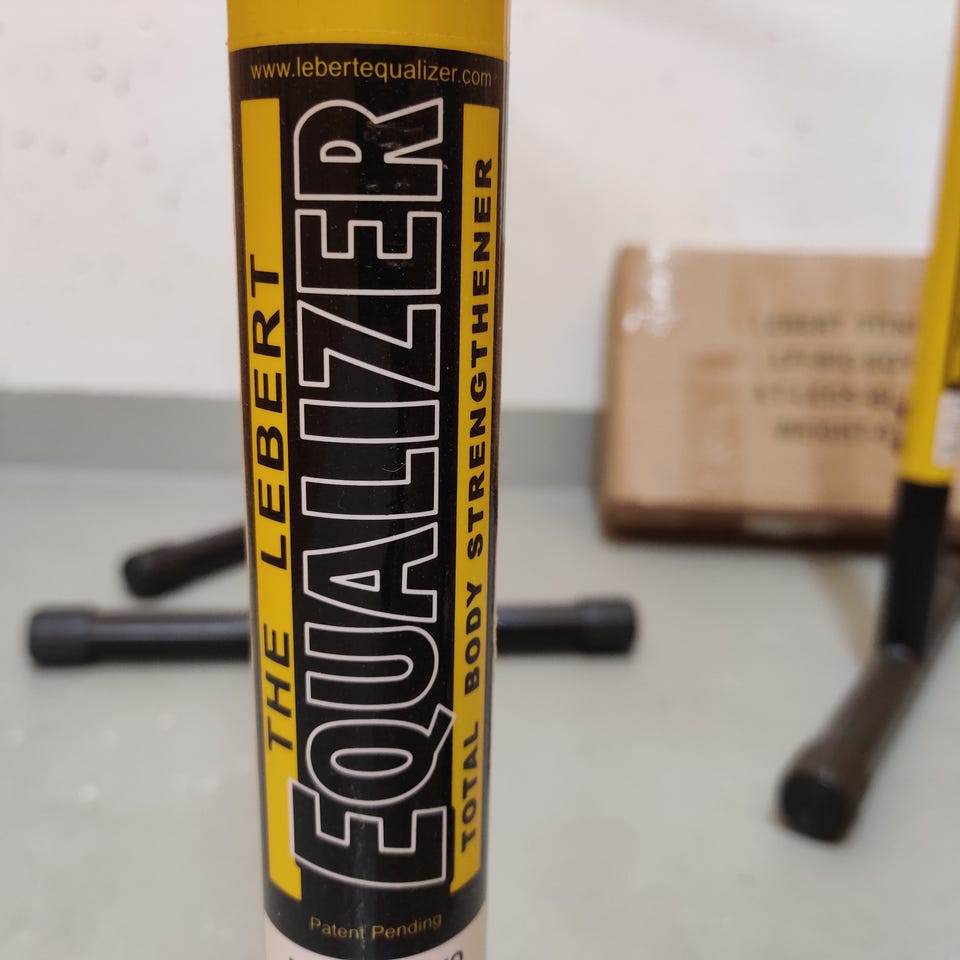 www.lebertequalizer.com
THE LEBERT
EQUALIZER
TOTAL BODY STRENGTHENER
Patent Pending